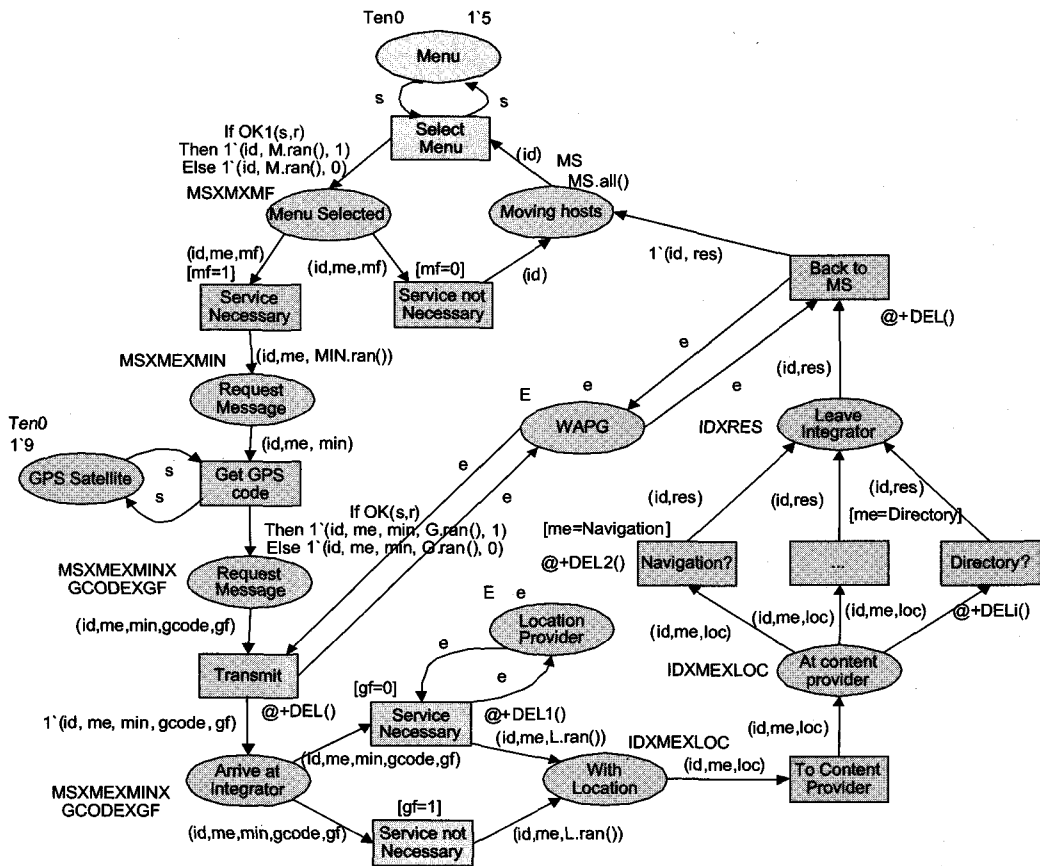 Ten0 1`5
Menu
s s
Select
Menu
If OK1(s,r)
Then 1`(id, M.ran(), 1)
Else 1`(id, M.ran(), 0)
(id)
MS
MS.all()
MSXMXMF
Menu Selected
Moving hosts
(id,me,mf)
[mf=1]
(id,me,mf)
[mf=0]
(id)
1`(id, res)
Back to
MS
@+DEL()
Service
Necessary
Service not
Necessary
MSXMEXMIN
(id,me, MIN.ran())
e
e
e
Request
Message
E
WAPG
(id,res)
IDXRES
Leave
Integrator
Ten0
1`9
(id,me, min)
GPS Satellite
s
s
Get GPS
code
e
e
(id,res)
(id,res)
(id,res)
If OK(s,r)
Then 1`(id, me, min, G.ran(), 1)
Else 1`(id, me, min, G.ran(), 0)
[me=Navigation]
[me=Directory]
@+DEL2()
Navigation?
...
Directory?
MSXMEXMINX
GCODEXGF
Request
Message
@+DELi()
(id,me,min,gcode,gf)
E e
Location
Provider
(id,me,loc)
(id,me,loc)
(id,me,loc)
e
e
Transmit
@+DEL()
IDXMEXLOC
At content
provider
[gf=0]
Service
Necessary
@+DEL1()
1`(id, me, min, gcode, gf)
(id,me,L.ran())
IDXMEXLOC
(id,me,loc)
(id,me,loc)
(id,me,min,gcode,gf)
Arrive at
Integrator
With
Location
To Content
Provider
MSXMEXMINX
GCODEXGF
[gf=1]
(id,me,min,gcode,gf)
Service not
Necessary
(id,me,L.ran())